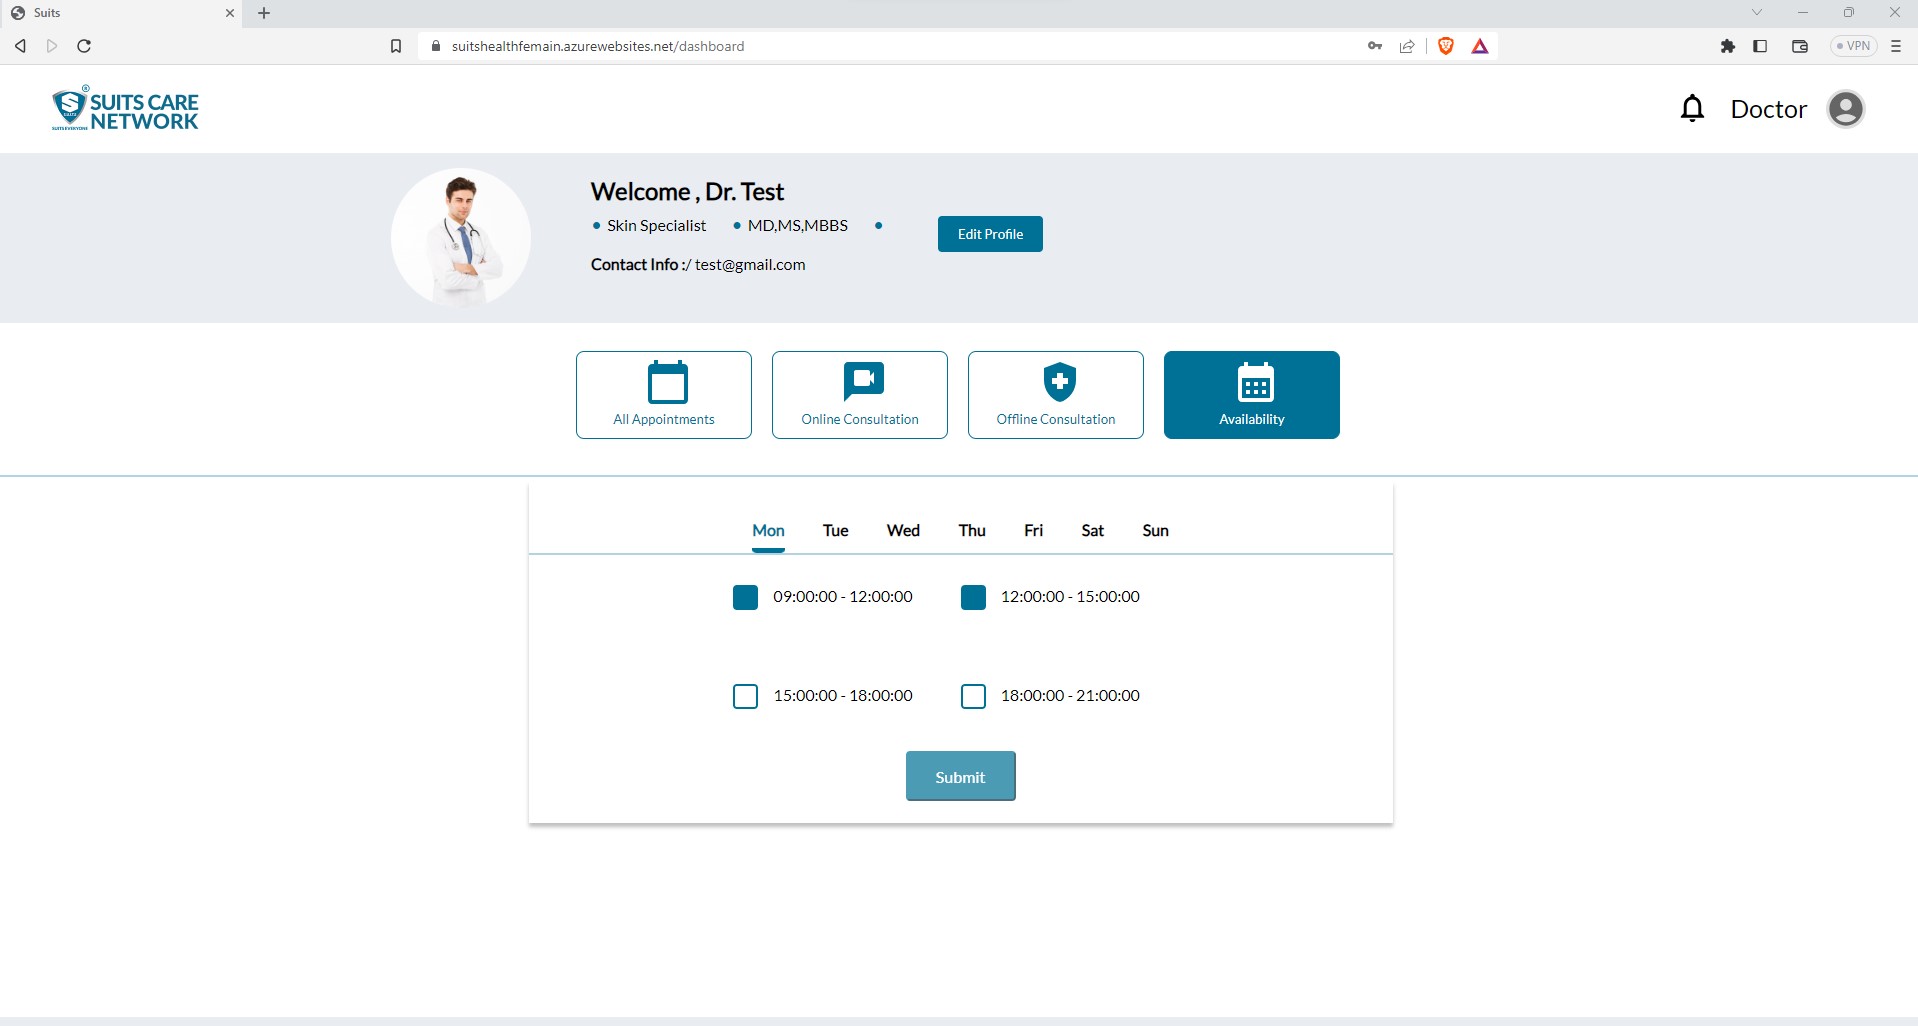 Suits
suitshealthfemain.azurewebsites.net/dashboard
VPN
SUITS CARE
NETWORK
Doctor
Welcome , Dr. Test
Skin Specialist MD,MS,MBBS
Edit Profile
Contact Info :/ test@gmail.com
All Appointments
Online Consultation
Offline Consultation
Availability
Mon Tue Wed Thu Fri Sat Sun
09:00:00 - 12:00:00 12:00:00 - 15:00:00
15:00:00 - 18:00:00 18:00:00 - 21:00:00
Submit